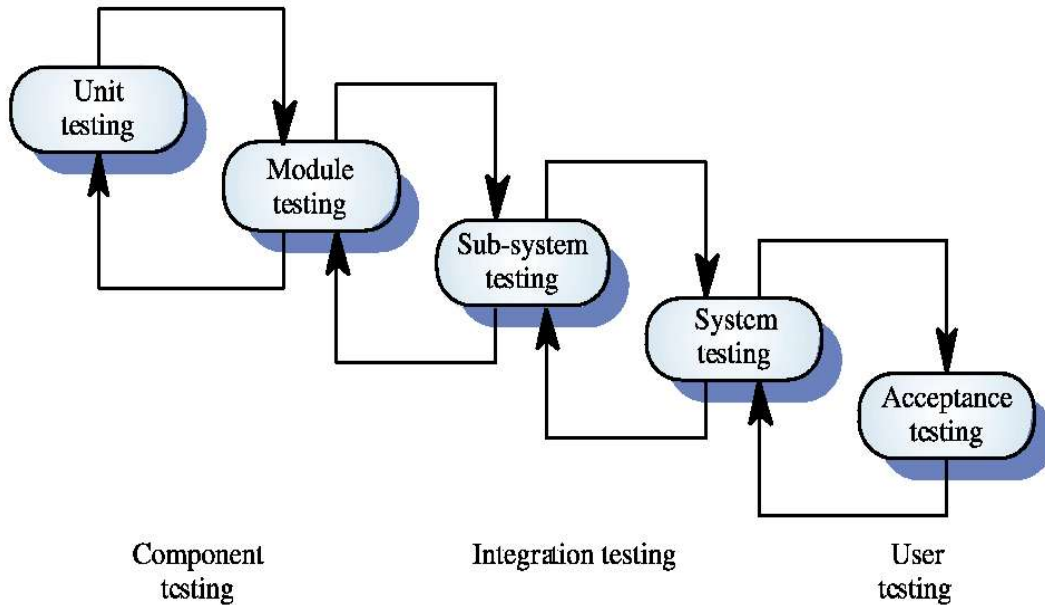 Unit
testing
Module
testing
Sub-system
testing
System
testing
Acceptance
testing
Component
testing
Integration testing
User
testing